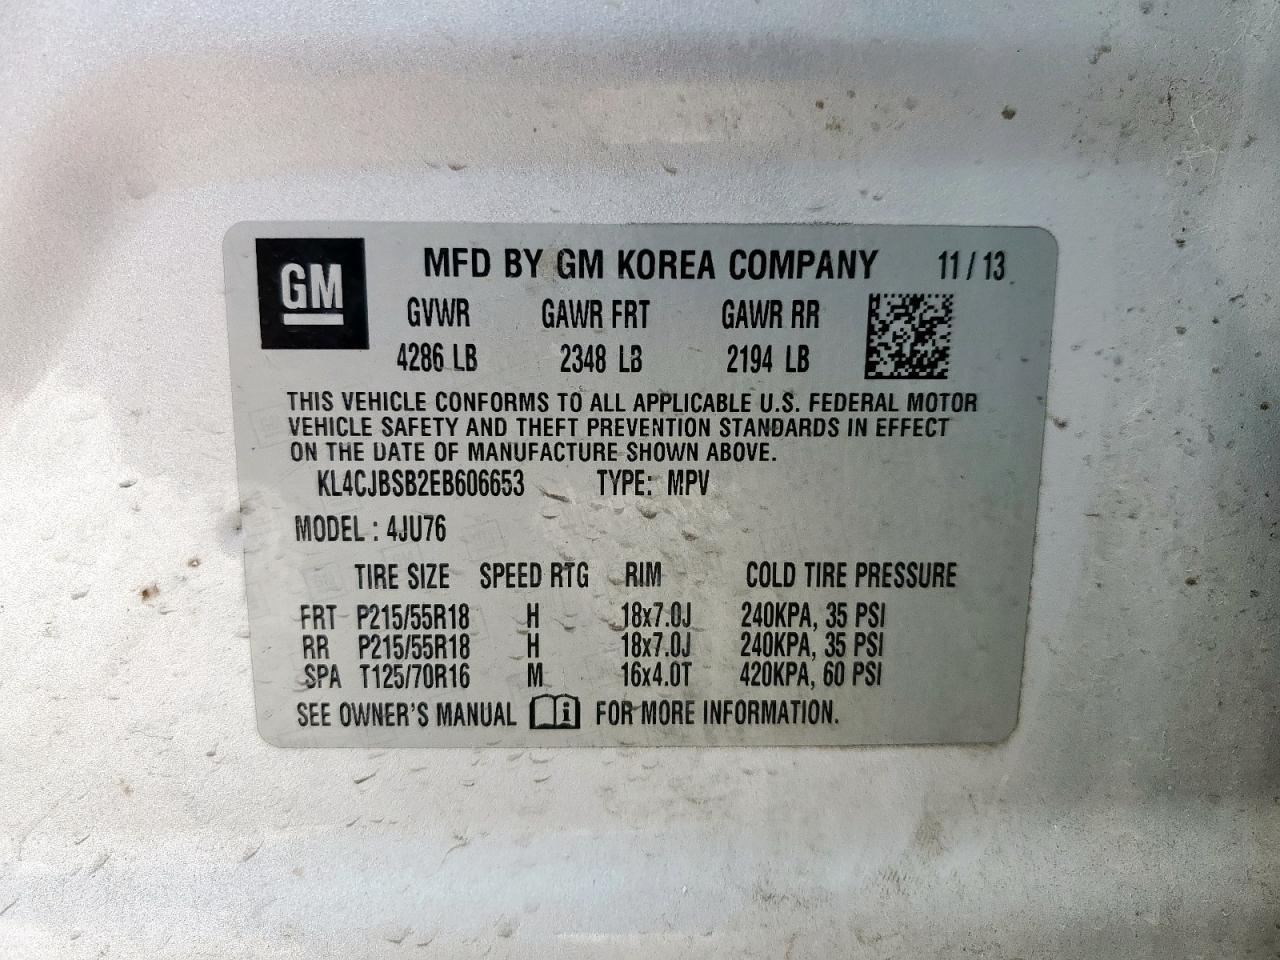 GM
MFD BY GM KOREA COMPANY 11 / 13
GVWR GAWR FRT GAWR RR
4286 LB 2348 LB 2194 LB
THIS VEHICLE CONFORMS TO ALL APPLICABLE U.S. FEDERAL MOTOR
VEHICLE SAFETY AND THEFT PREVENTION STANDARDS IN EFFECT
ON THE DATE OF MANUFACTURE SHOWN ABOVE.
KL4CJBSB2EB606653 TYPE: MPV
MODEL : 4JU76
TIRE SIZE SPEED RTG RIM COLD TIRE PRESSURE
FRT P215/55R18 H 18x7.0J 240KPA, 35 PSI
RR P215/55R18 H 18x7.0J 240KPA, 35 PSI
SPA T125/70R16 M 16x4.0T 420KPA, 60 PSI
SEE OWNER'S MANUAL i FOR MORE INFORMATION.